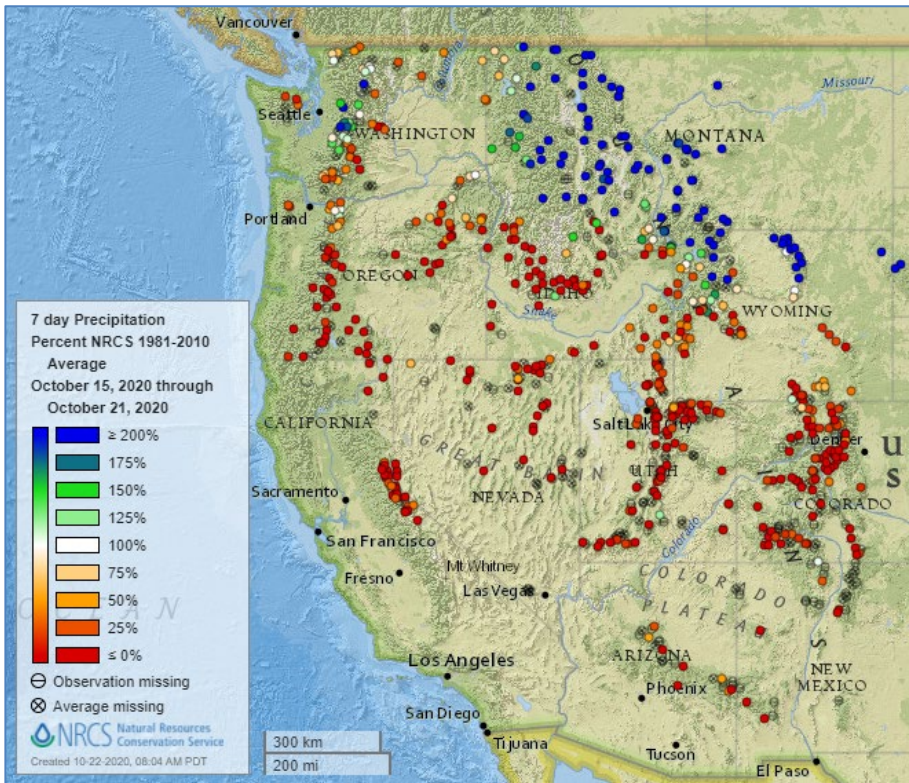 Vancouver
Missouri
Seattle
WASHINGTON
MONTANA
Portland
OREGON
IDAHO
Snake
WYOMING
7 day Precipitation
Percent NRCS 1981-2010
Average
October 15, 2020 through
October 21, 2020
≥ 200%
175%
150%
125%
100%
75%
50%
25%
≤ 0%
Observation missing
Average missing
NRCS Natural Resources
Conservation Service
Created 10-22-2020, 08:04 AM PDT
CALIFORNIA
Salt Lake City
GREAT BASIN
UTAH
Denver
U
S
NEVADA
COLORADO
Sacramento
San Francisco
Colorado
Mt Whitney
Fresno
Las Vegas
COLORADO
PLATEAU
ARIZONA
Los Angeles
Phoenix
NEW
MEXICO
San Diego
Tijuana
Tucson
El Paso
300 km
200 mi